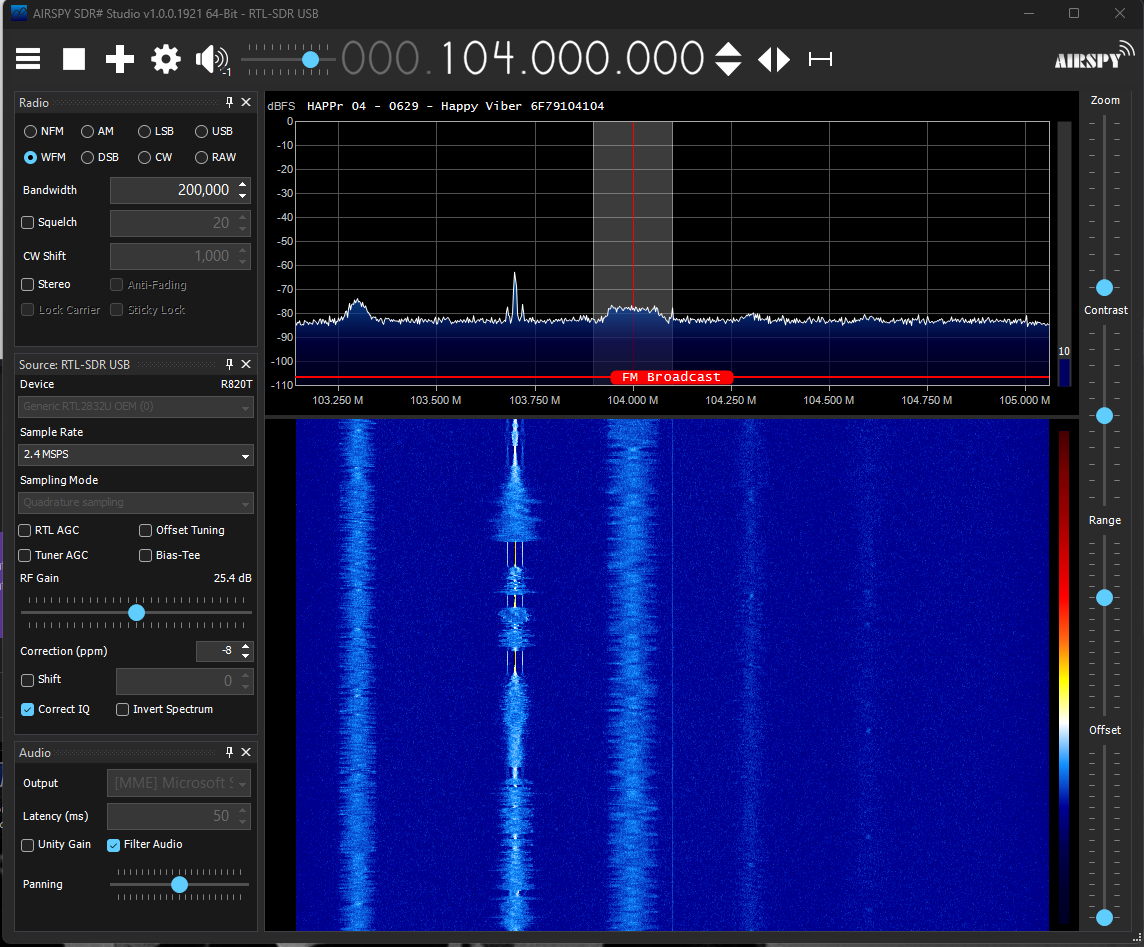 AIRSPY SDR# Studio v1.0.0.1921 64-Bit - RTL-SDR USB
-1
000.104.000.000
AIRSPY
Radio
NFM AM LSB USB
WFM DSB CW RAW
Bandwidth 200,000
Squelch 20
CW Shift 1,000
Stereo Anti-Fading
Lock Carrier Sticky Lock
Source: RTL-SDR USB
Device R820T
Generic RTL2832U OEM (0)
Sample Rate
2.4 MSPS
Sampling Mode
Quadrature sampling
RTL AGC Offset Tuning
Tuner AGC Bias-Tee
RF Gain 25.4 dB
Correction (ppm) -8
Shift 0
Correct IQ Invert Spectrum
Audio
Output [MME] Microsoft S
Latency (ms) 50
Unity Gain Filter Audio
Panning
dBFS HAPPr 04 - 0629 - Happy Viber 6F79104104
0
-10
-20
-30
-40
-50
-60
-70
-80
-90
-100
-110
10
FM Broadcast
103.250 M 103.500 M 103.750 M 104.000 M 104.250 M 104.500 M 104.750 M 105.000 M
Zoom
Contrast
Range
Offset